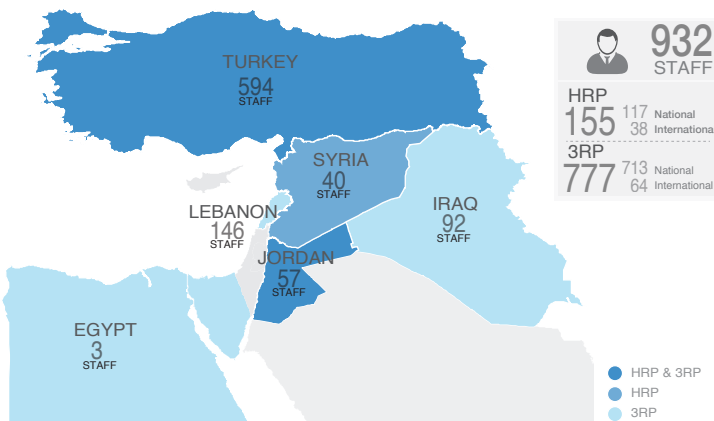 TURKEY
594
STAFF
SYRIA
40
STAFF
LEBANON
146
STAFF
IRAQ
92
STAFF
JORDAN
57
STAFF
EGYPT
3
STAFF
932
STAFF
HRP
155
117 National
38 Internationa
3RP
777
713 National
64 International
HRP & 3RP
HRP
3RP